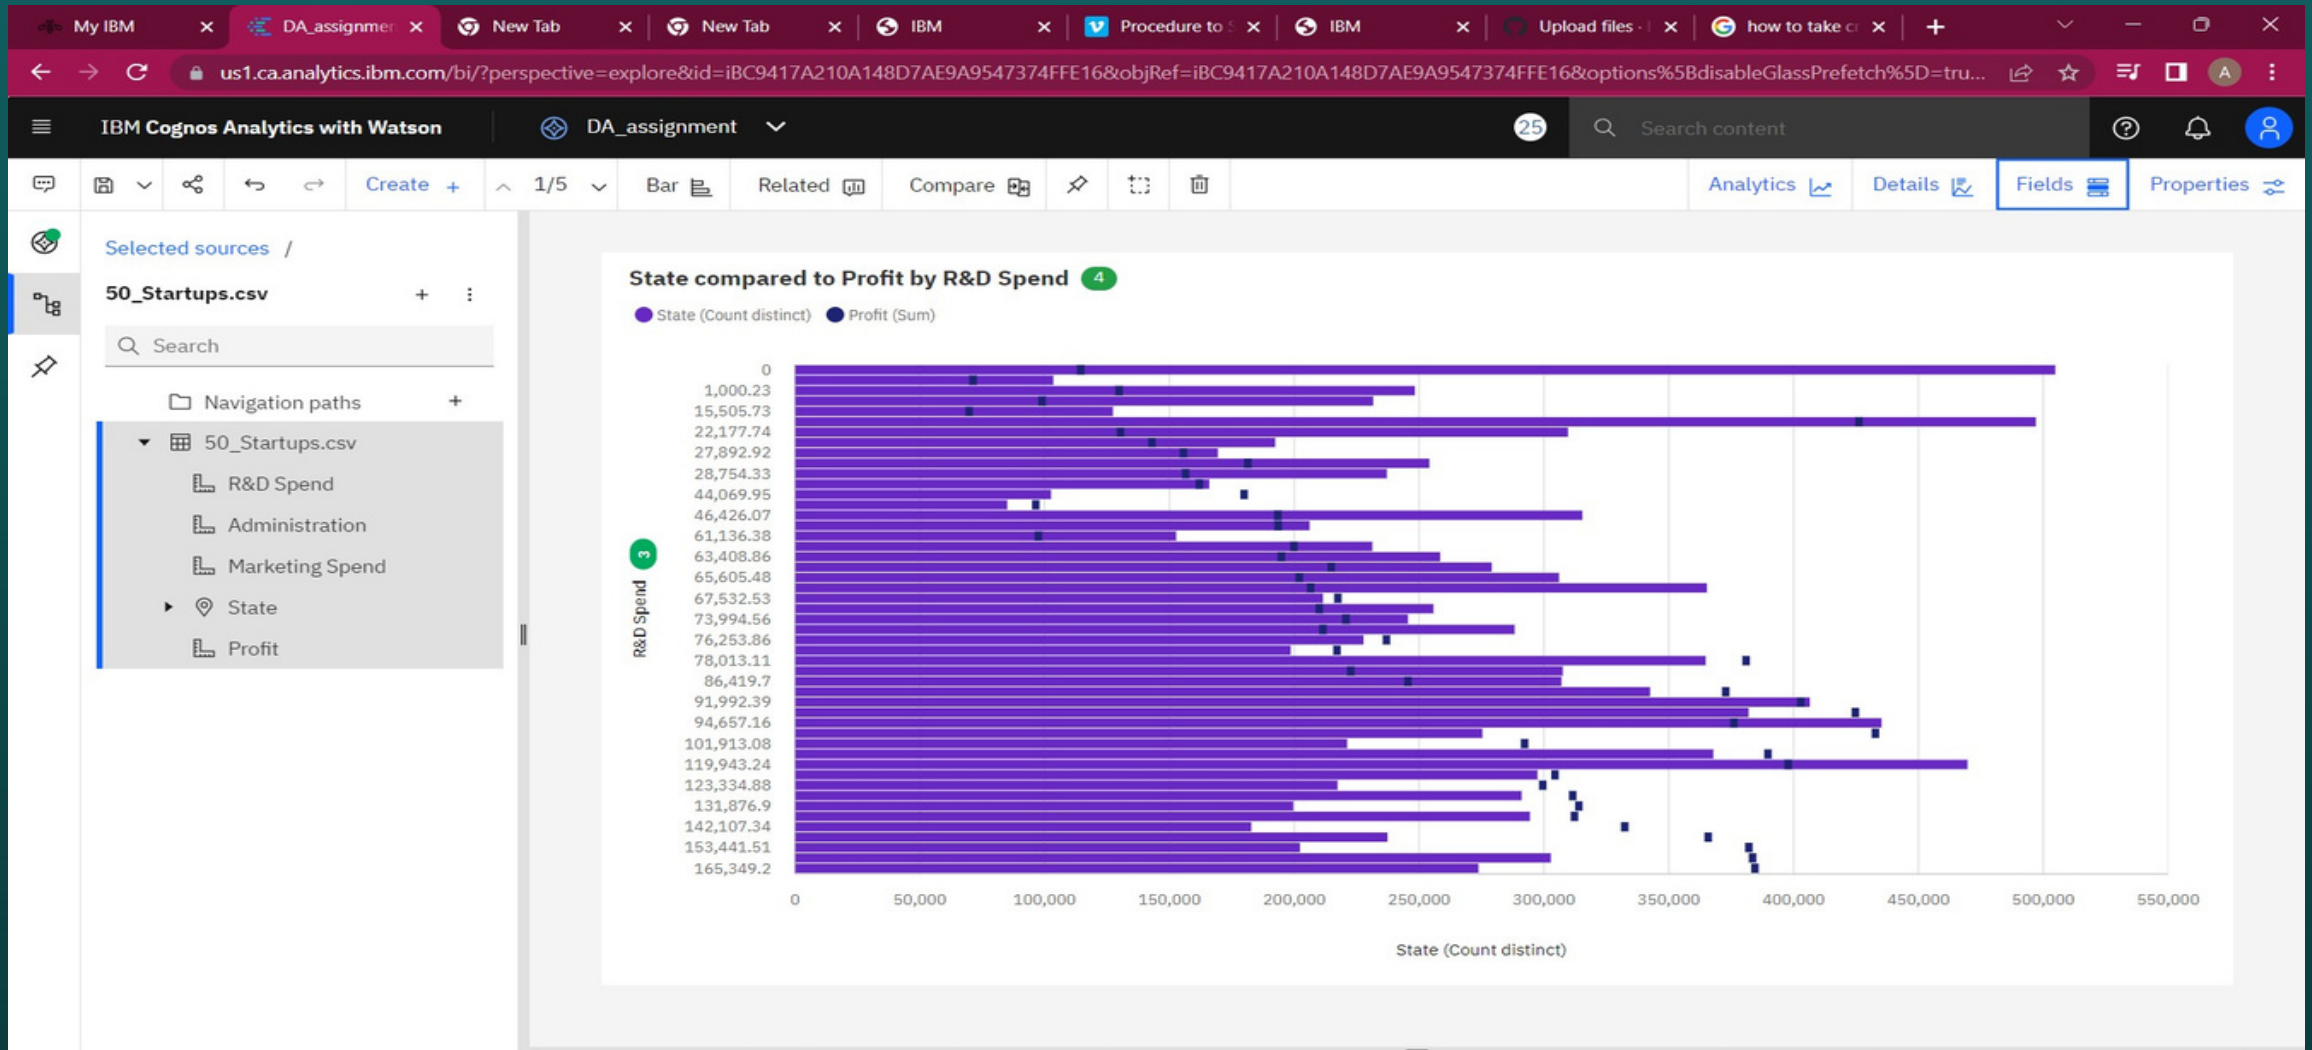 My IBM
DA_assignmen
New Tab
New Tab
IBM
Procedure to
IBM
Upload files ·
how to take cr
us1.ca.analytics.ibm.com/bi/?perspective=explore&id=iBC9417A210A148D7AE9A9547374FFE16&objRef=iBC9417A210A148D7AE9A9547374FFE16&options%5BdisableGlassPrefetch%5D=tru...
A
IBM Cognos Analytics with Watson
DA_assignment
25
Search content
Create +
1/5
Bar
Related
Compare
Analytics
Details
Fields
Properties
Selected sources /
50_Startups.csv
Search
Navigation paths
50_Startups.csv
R&D Spend
Administration
Marketing Spend
State
Profit
State compared to Profit by R&D Spend 4
State (Count distinct) Profit (Sum)
R&D Spend 3
0
1,000.23
15,505.73
22,177.74
27,892.92
28,754.33
44,069.95
46,426.07
61,136.38
63,408.86
65,605.48
67,532.53
73,994.56
76,253.86
78,013.11
86,419.7
91,992.39
94,657.16
101,913.08
119,943.24
123,334.88
131,876.9
142,107.34
153,441.51
165,349.2
0 50,000 100,000 150,000 200,000 250,000 300,000 350,000 400,000 450,000 500,000 550,000
State (Count distinct)